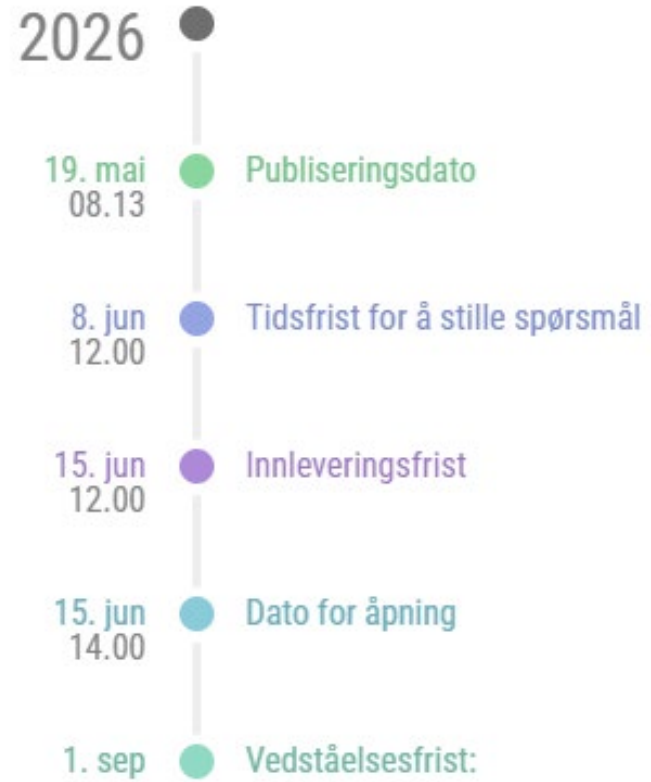 2026
19. mai Publiseringsdato
08.13
8. jun Tidsfrist for å stille spørsmål
12.00
15. jun Innleveringsfrist
12.00
15. jun Dato for åpning
14.00
1. sep Vedståelsesfrist: